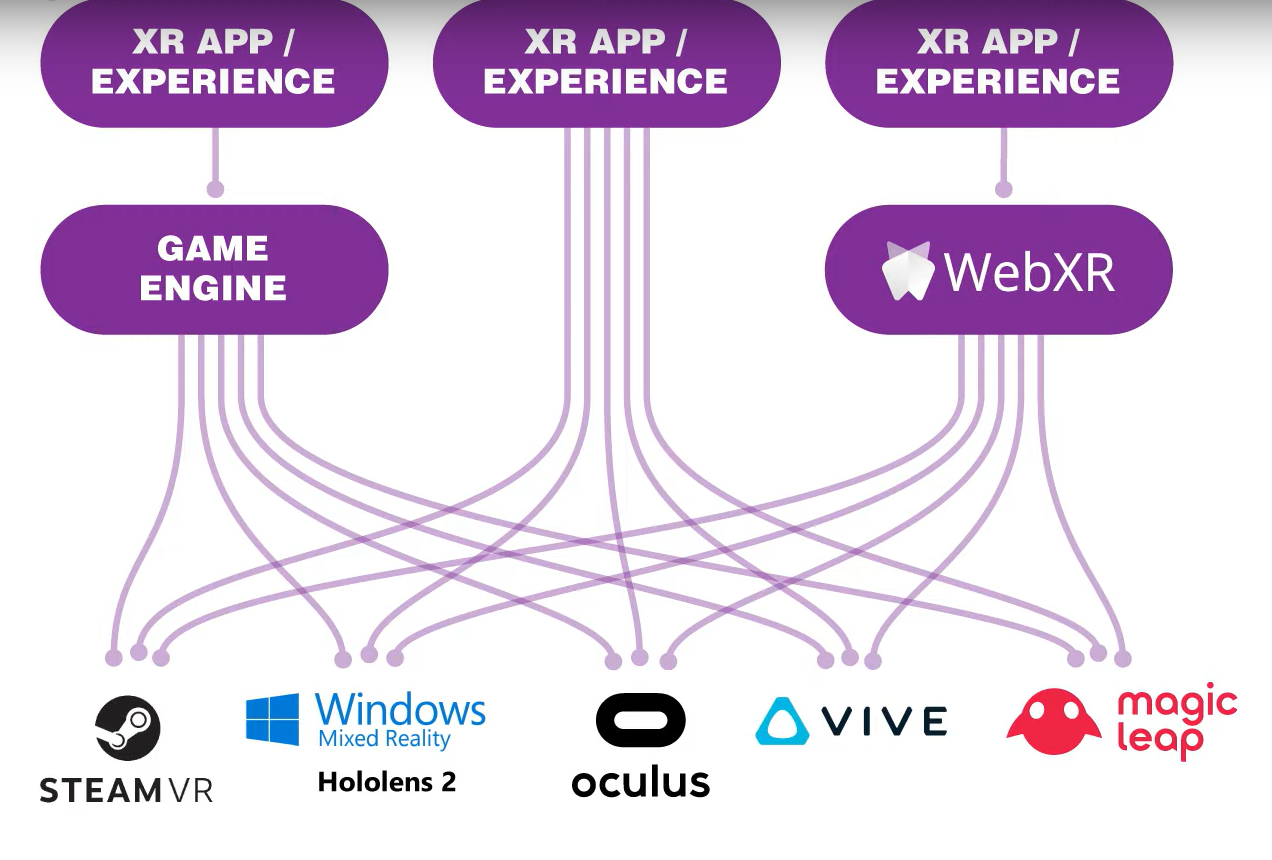 XR APP /
EXPERIENCE
XR APP /
EXPERIENCE
XR APP /
EXPERIENCE
GAME
ENGINE
WebXR
STEAMVR
Windows
Mixed Reality
Hololens 2
oculus
VIVE
magic
leap